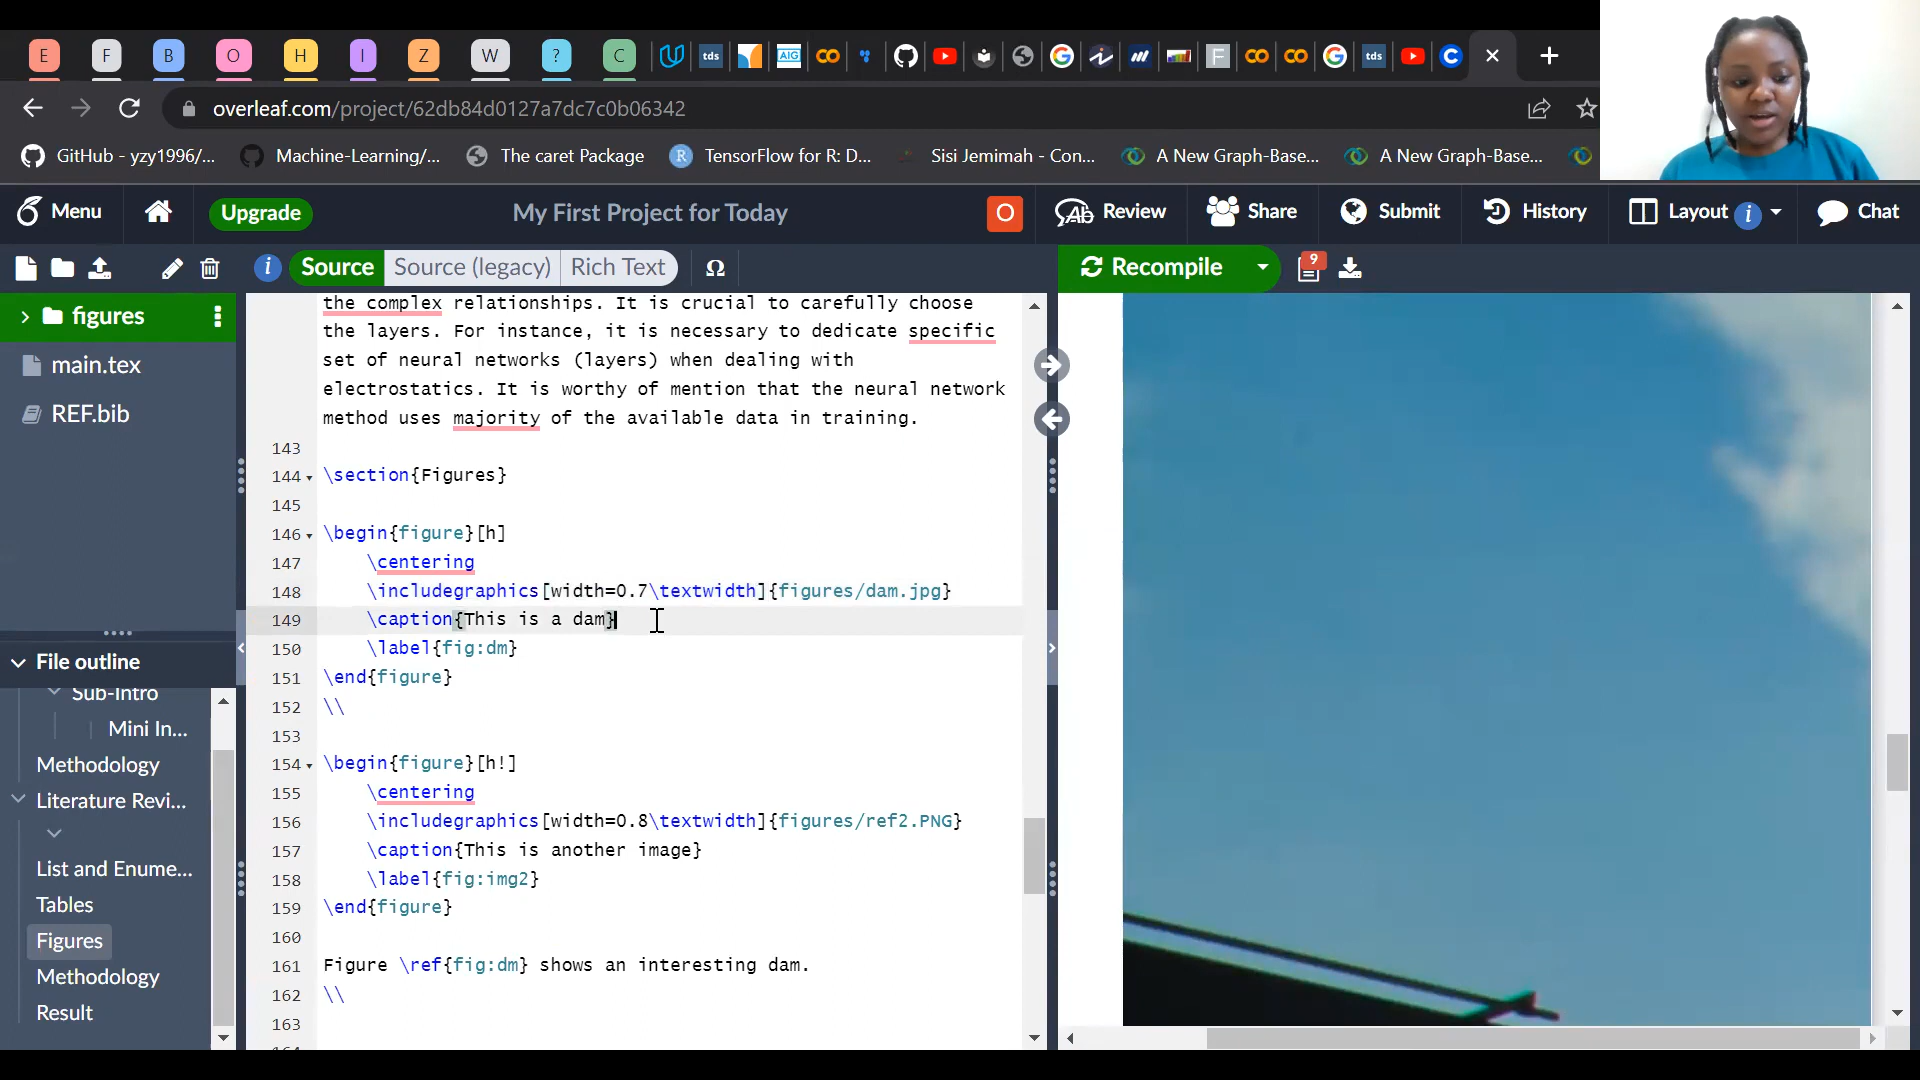 E F B O H I Z W ? C tds AIG F tds C
overleaf.com/project/62db84d0127a7dc7c0b06342
GitHub - yzy1996/... Machine-Learning/... The caret Package TensorFlow for R: D... Sisi Jemimah - Con... A New Graph-Base... A New Graph-Base...
Menu Upgrade My First Project for Today O Review Share Submit History Layout i Chat
i Source Source (legacy) Rich Text Ω Recompile 9
figures
main.tex
REF.bib
File outline
Sub-Intro
Mini In...
Methodology
Literature Revi...
List and Enume...
Tables
Figures
Methodology
Result
the complex relationships. It is crucial to carefully choose
the layers. For instance, it is necessary to dedicate specific
set of neural networks (layers) when dealing with
electrostatics. It is worthy of mention that the neural network
method uses majority of the available data in training.
143
144 \section{Figures}
145
146 \begin{figure}[h]
147 \centering
148 \includegraphics[width=0.7\textwidth]{figures/dam.jpg}
149 \caption{This is a dam}
150 \label{fig:dm}
151 \end{figure}
152 \\
153
154 \begin{figure}[h!]
155 \centering
156 \includegraphics[width=0.8\textwidth]{figures/ref2.PNG}
157 \caption{This is another image}
158 \label{fig:img2}
159 \end{figure}
160
161 Figure \ref{fig:dm} shows an interesting dam.
162 \\
163